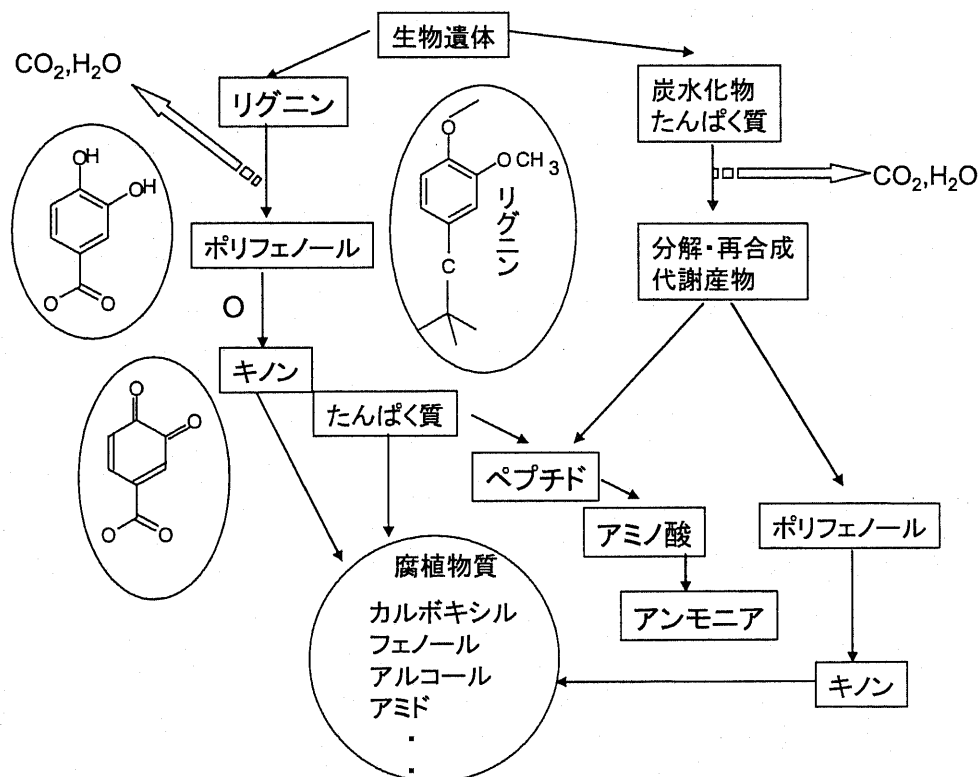 生物遺体
CO₂,H₂O
リグニン
炭水化物
たんぱく質
O
OCH₃
リグニン
C
OH
OH
O
O
CO₂,H₂O
ポリフェノール
分解・再合成
代謝産物
O
キノン
たんぱく質
O
O
O
O
ペプチド
アミノ酸
ポリフェノール
アンモニア
腐植物質
カルボキシル
フェノール
アルコール
アミド
・
・
キノン